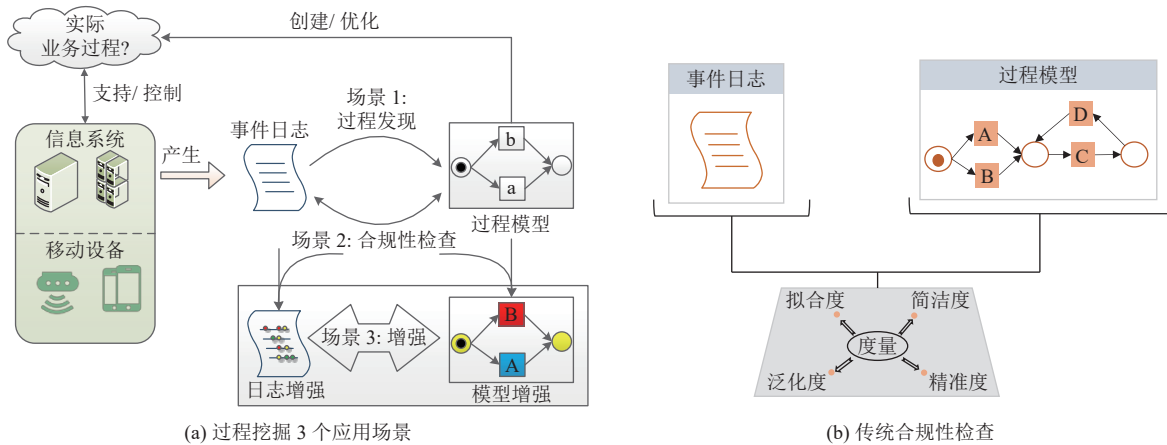 实际
业务过程?
创建/ 优化
支持/ 控制
信息系统
移动设备
产生
事件日志
场景 1:
过程发现
b
a
过程模型
场景 2: 合规性检查
场景 3: 增强
日志增强
B
A
模型增强
(a) 过程挖掘 3 个应用场景
事件日志
过程模型
A
B
D
C
拟合度
简洁度
度量
泛化度
精准度
(b) 传统合规性检查